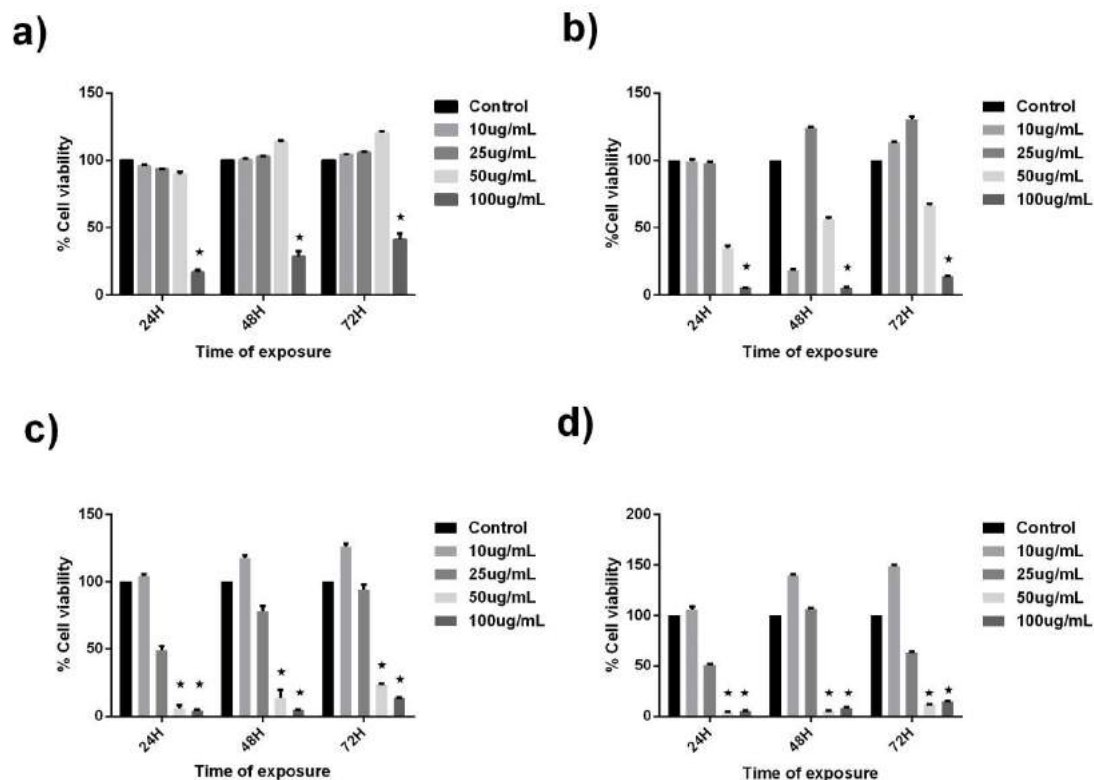 a)
% Cell viability
150
100
50
0
24H
48H
72H
Time of exposure
Control
10ug/mL
25ug/mL
50ug/mL
100ug/mL
★
★
★
b)
%Cell viability
150
100
50
0
24H
48H
72H
Time of exposure
Control
10ug/mL
25ug/mL
50ug/mL
100ug/mL
★
★
★
c)
% Cell viability
150
100
50
0
24H
48H
72H
Time of exposure
Control
10ug/mL
25ug/mL
50ug/mL
100ug/mL
★ ★
★ ★
★ ★
d)
% Cell viability
200
150
100
50
0
24H
48H
72H
Time of exposure
Control
10ug/mL
25ug/mL
50ug/mL
100ug/mL
★ ★
★ ★
★ ★